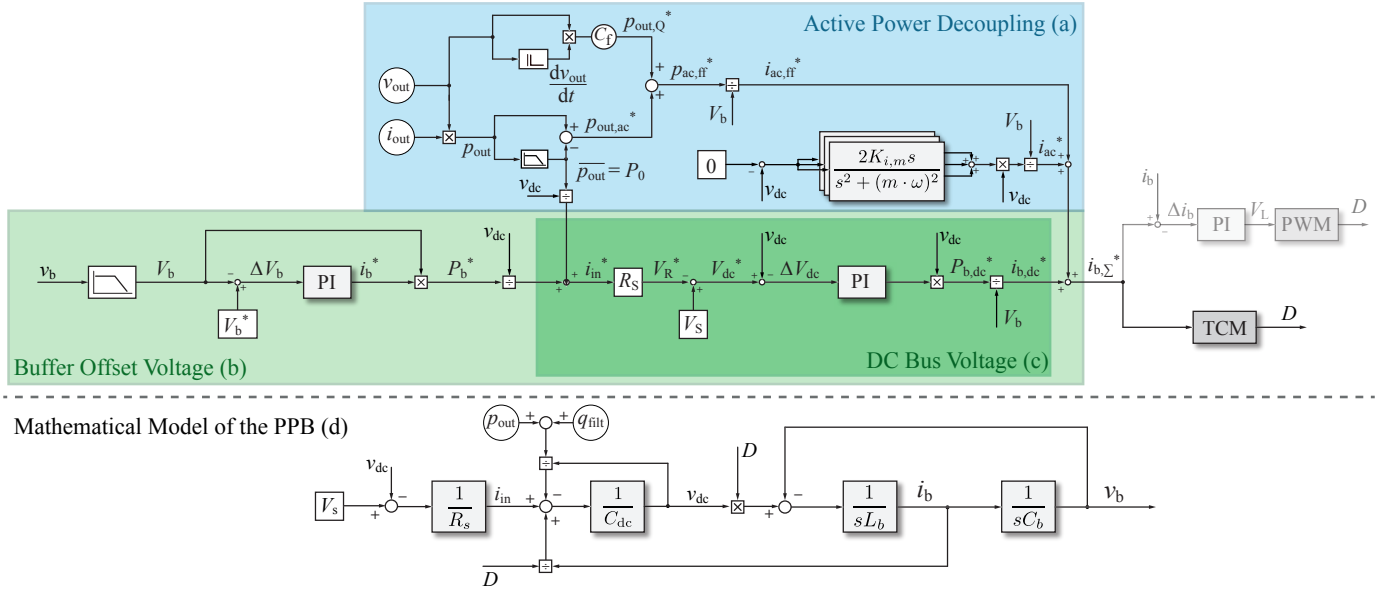 Active Power Decoupling (a)
v_out
i_out
dv_out/dt
C_f
p_out,Q*
p_out
p_out,ac*
\overline{p_out} = P_0
v_dc
+
+
+
−
p_ac,ff*
V_b
i_ac,ff*
0
−
v_dc
2K_{i,m}s
s² + (m · ω)²
+ + +
v_dc
V_b
i_ac*
+ +
Buffer Offset Voltage (b)
v_b
V_b
−
+
V_b*
ΔV_b
PI
i_b*
P_b*
v_dc
+
+
DC Bus Voltage (c)
i_in*
R_S
V_R*
−
+
V_S
V_dc*
+
−
v_dc
ΔV_dc
PI
v_dc
P_b,dc*
V_b
i_b,dc*
+
+
i_b,Σ*
i_b
+
−
Δi_b
PI
V_L
PWM
D
TCM
D
Mathematical Model of the PPB (d)
p_out
+
+
q_filt
V_s
+
−
v_dc
1
R_s
i_in
+
−
+
1
C_dc
v_dc
D
D
+
−
1
sL_b
i_b
1
sC_b
v_b
×
÷